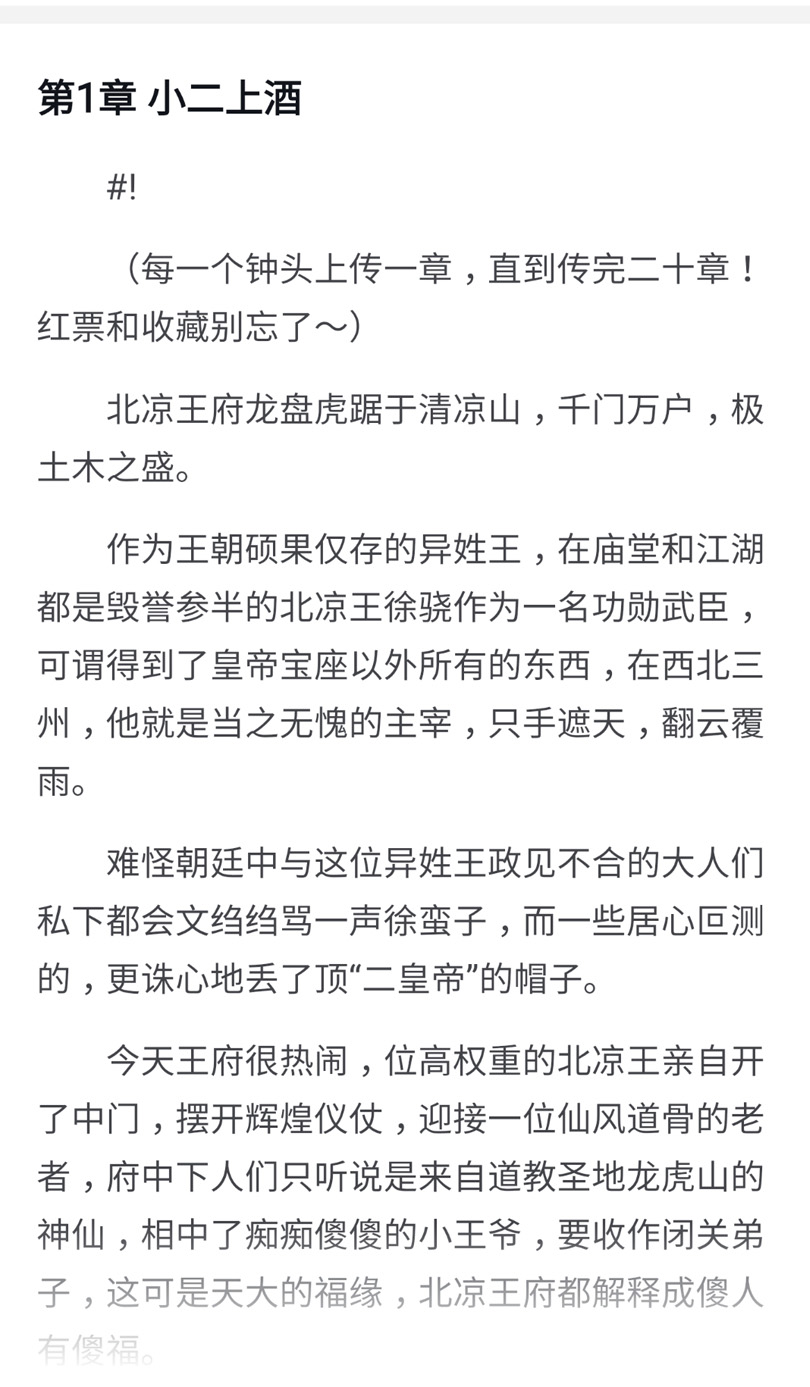 第1章 小二上酒
#!
（每一个钟头上传一章，直到传完二十章！
红票和收藏别忘了～）
北凉王府龙盘虎踞于清凉山，千门万户，极
土木之盛。
作为王朝硕果仅存的异姓王，在庙堂和江湖
都是毁誉参半的北凉王徐骁作为一名功勋武臣，
可谓得到了皇帝宝座以外所有的东西，在西北三
州，他就是当之无愧的主宰，只手遮天，翻云覆
雨。
难怪朝廷中与这位异姓王政见不合的大人们
私下都会文绉绉骂一声徐蛮子，而一些居心叵测
的，更诛心地丢了顶“二皇帝”的帽子。
今天王府很热闹，位高权重的北凉王亲自开
了中门，摆开辉煌仪仗，迎接一位仙风道骨的老
者，府中下人们只听说是来自道教圣地龙虎山的
神仙，相中了痴痴傻傻的小王爷，要收作闭关弟
子，这可是天大的福缘，北凉王府都解释成傻人
有傻福。